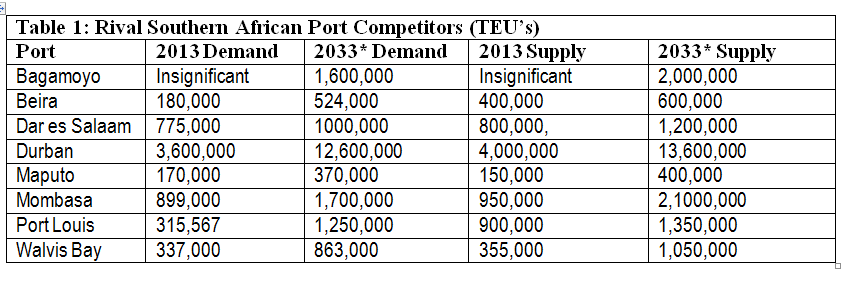 Table 1: Rival Southern African Port Competitors (TEU's)
Port 2013 Demand 2033* Demand 2013 Supply 2033* Supply
Bagamoyo Insignificant 1,600,000 Insignificant 2,000,000
Beira 180,000 524,000 400,000 600,000
Dar es Salaam 775,000 1000,000 800,000, 1,200,000
Durban 3,600,000 12,600,000 4,000,000 13,600,000
Maputo 170,000 370,000 150,000 400,000
Mombasa 899,000 1,700,000 950,000 2,1000,000
Port Louis 315,567 1,250,000 900,000 1,350,000
Walvis Bay 337,000 863,000 355,000 1,050,000